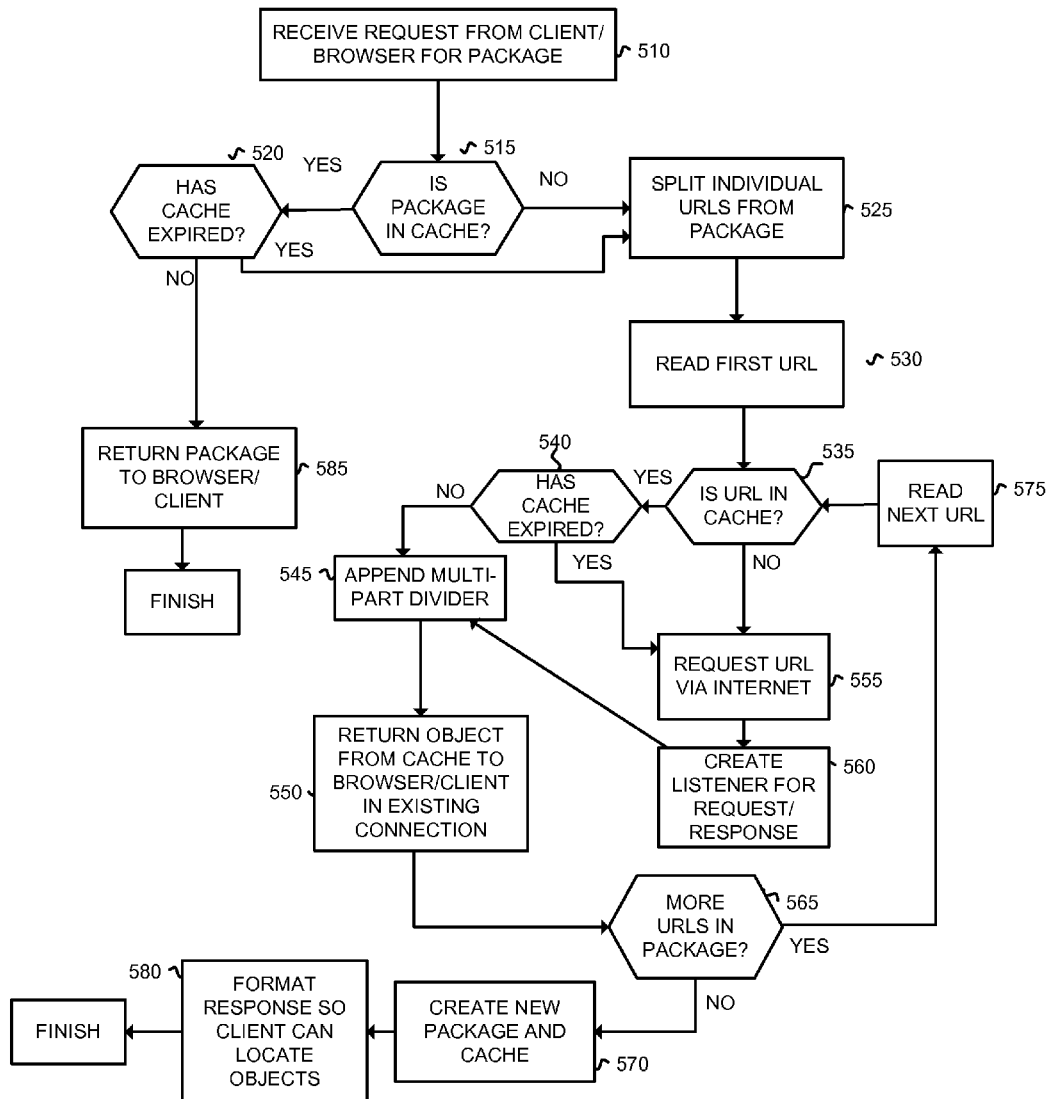 RECEIVE REQUEST FROM CLIENT/
BROWSER FOR PACKAGE
510
515
520
YES
HAS
CACHE
EXPIRED?
IS
PACKAGE
IN CACHE?
NO
SPLIT INDIVIDUAL
URLS FROM
PACKAGE
525
YES
NO
READ FIRST URL
530
RETURN PACKAGE
TO BROWSER/
CLIENT
585
FINISH
540
535
HAS
CACHE
EXPIRED?
YES
NO
IS URL IN
CACHE?
READ
NEXT URL
575
YES
NO
545
APPEND MULTI-
PART DIVIDER
REQUEST URL
VIA INTERNET
555
RETURN OBJECT
FROM CACHE TO
BROWSER/CLIENT
IN EXISTING
CONNECTION
550
CREATE
LISTENER FOR
REQUEST/
RESPONSE
560
MORE
URLS IN
PACKAGE?
565
YES
NO
580
FORMAT
RESPONSE SO
CLIENT CAN
LOCATE
OBJECTS
CREATE NEW
PACKAGE AND
CACHE
570
FINISH